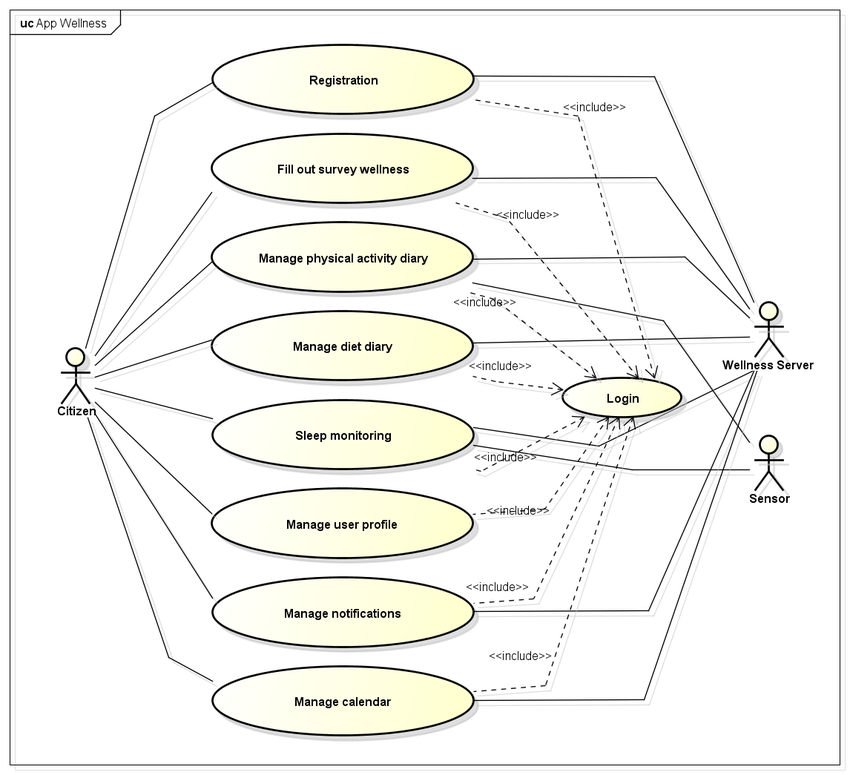 uc App Wellness
Registration
<<include>>
Fill out survey wellness
<<include>>
Manage physical activity diary
<<include>>
Manage diet diary
<<include>>
Wellness Server
Login
Citizen
Sleep monitoring
<<include>>
Sensor
<<include>>
Manage user profile
<<include>>
Manage notifications
<<include>>
Manage calendar